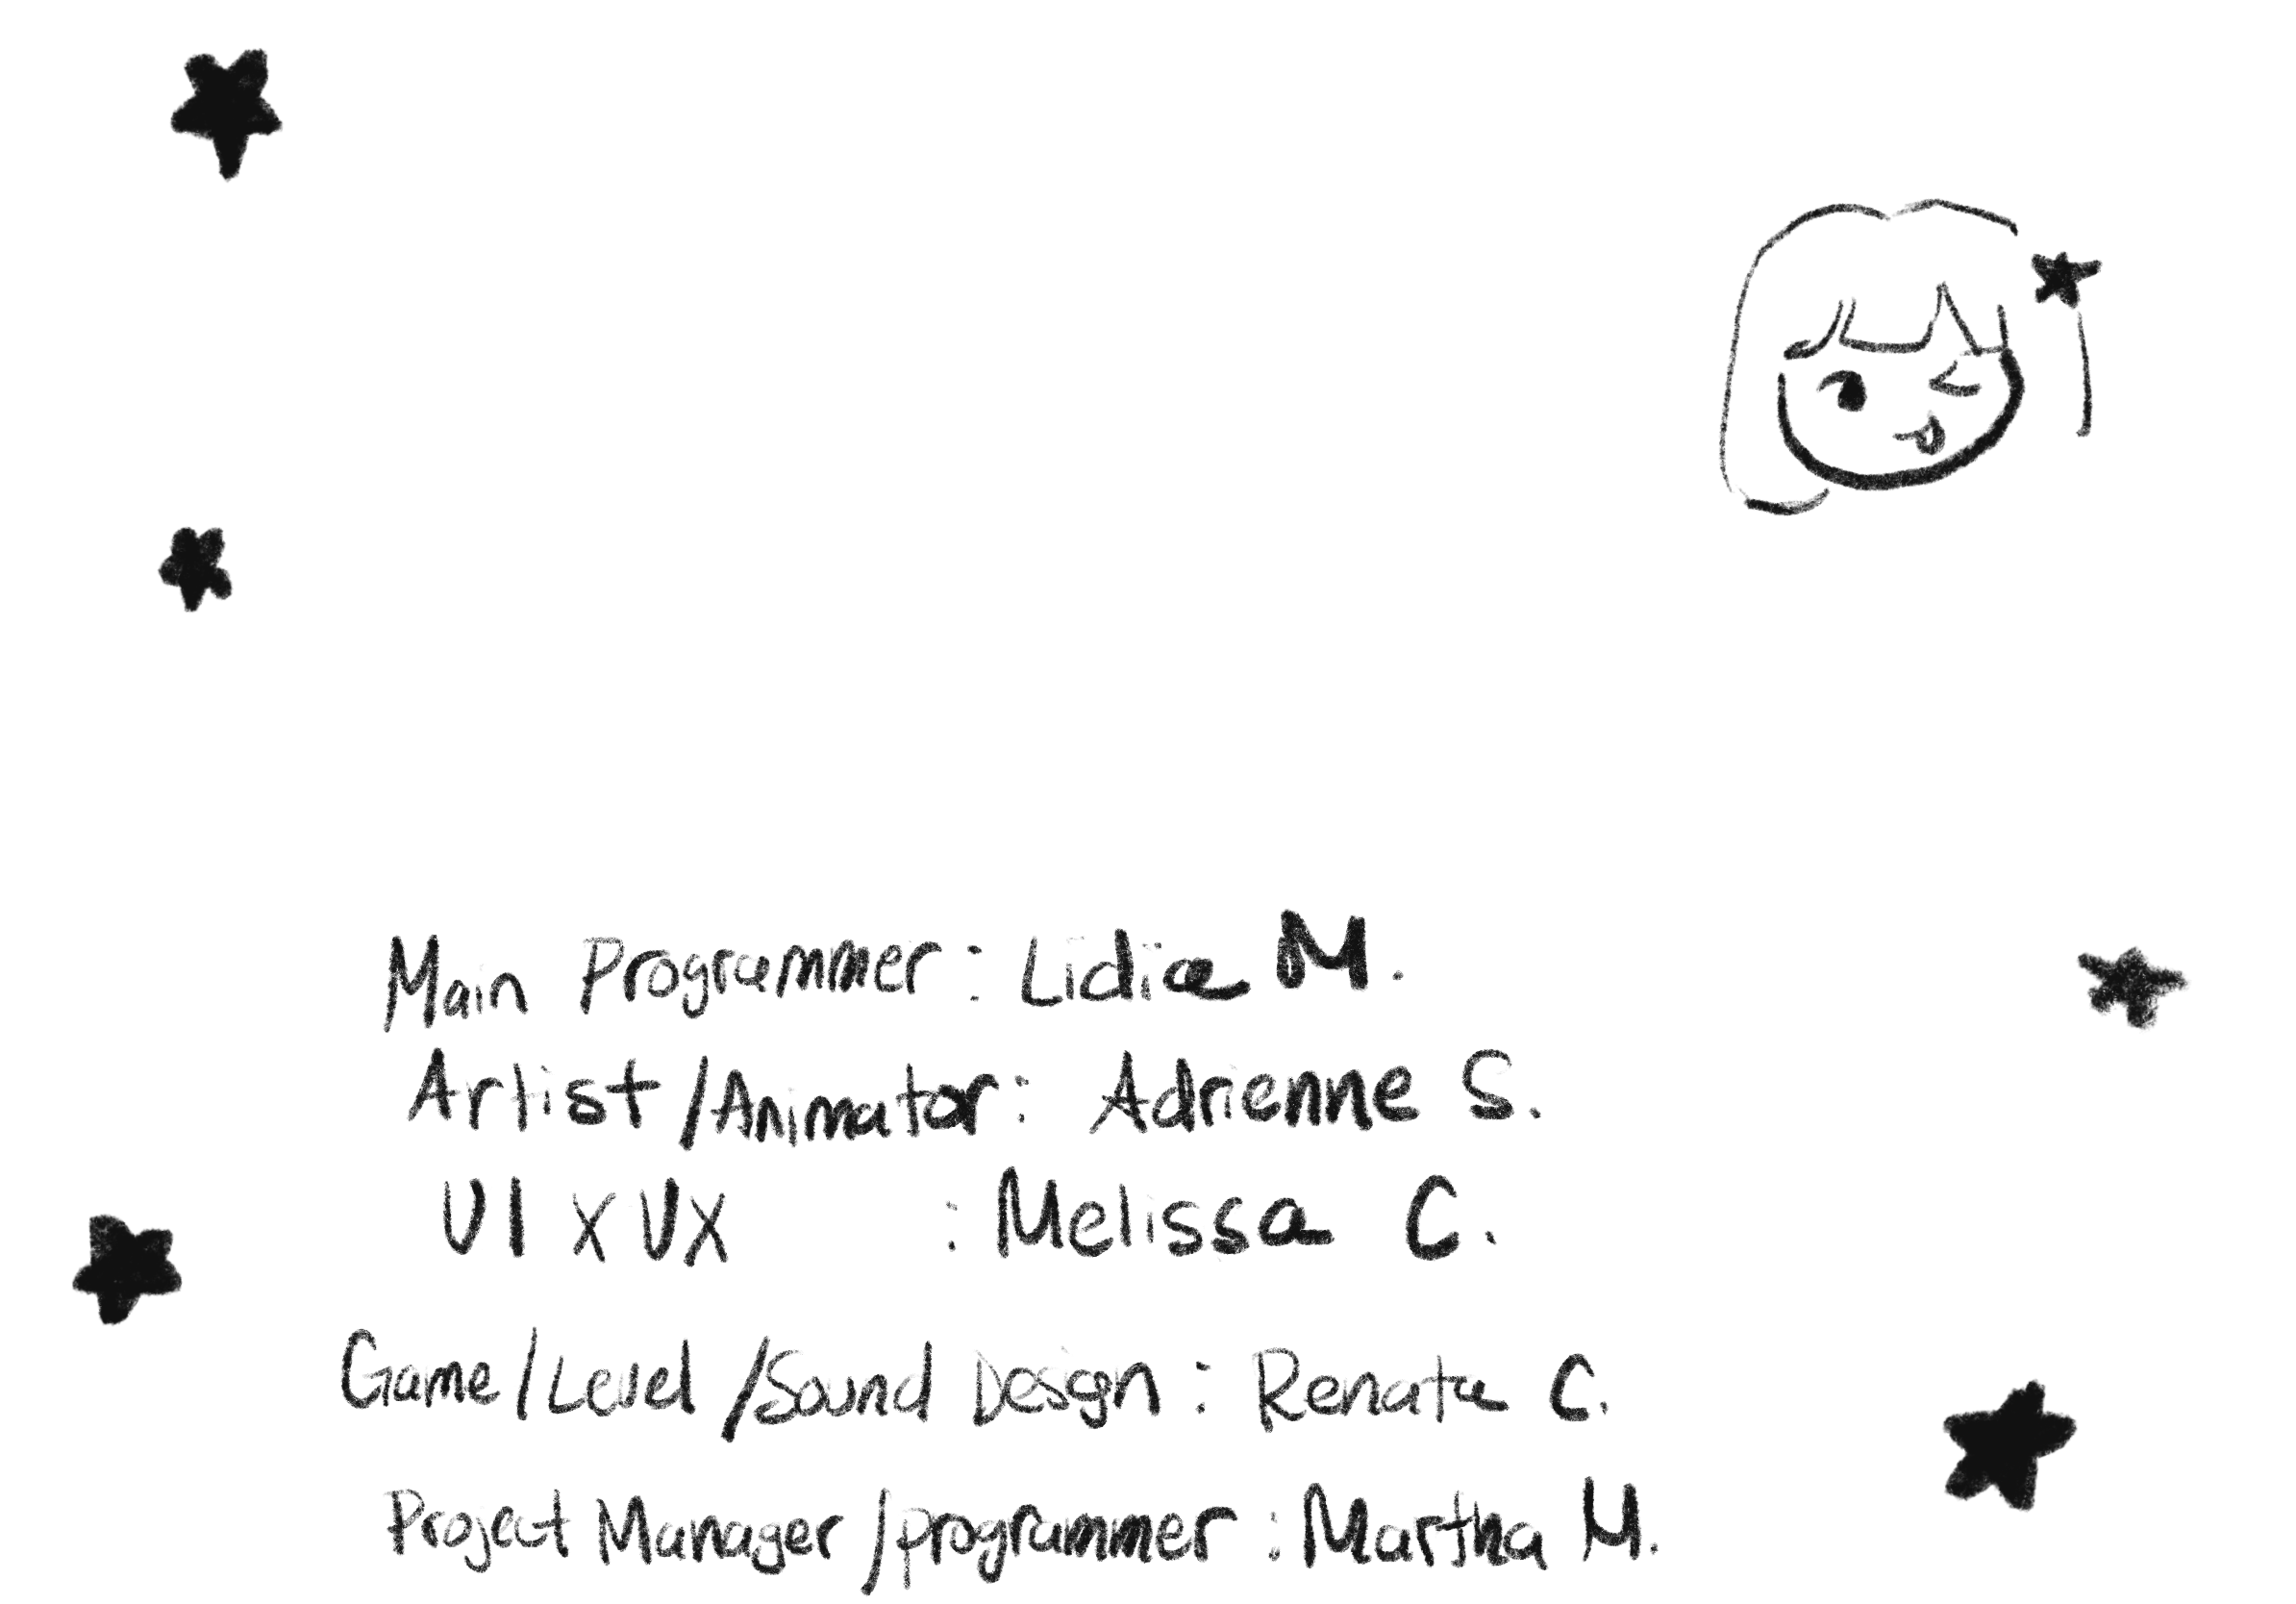 Main Programmer: Lidia M.
Artist/Animator: Adrienne S.
UI x UX : Melissa C.
Game/Level/Sound Design: Renata C.
Project Manager/programmer: Martha M.